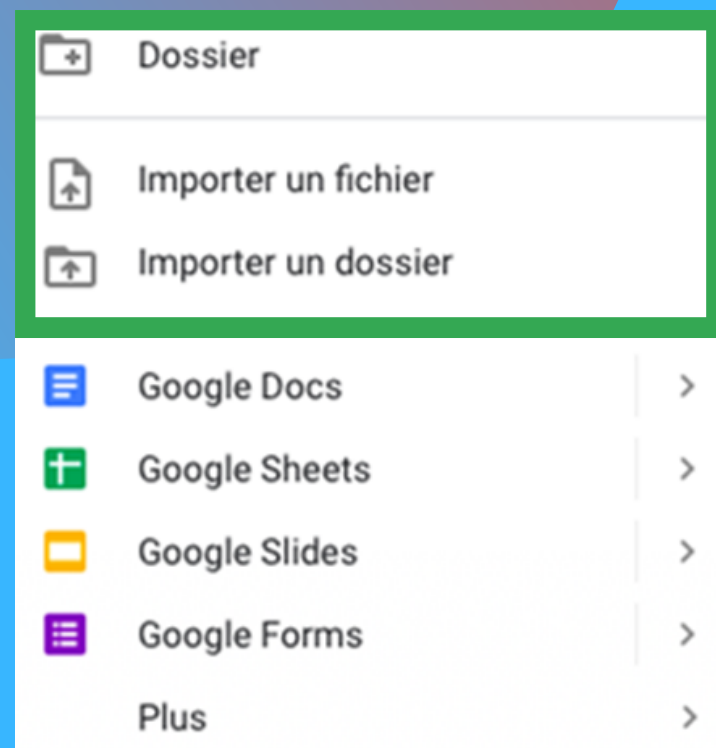 Dossier
Importer un fichier
Importer un dossier
Google Docs
Google Sheets
Google Slides
Google Forms
Plus